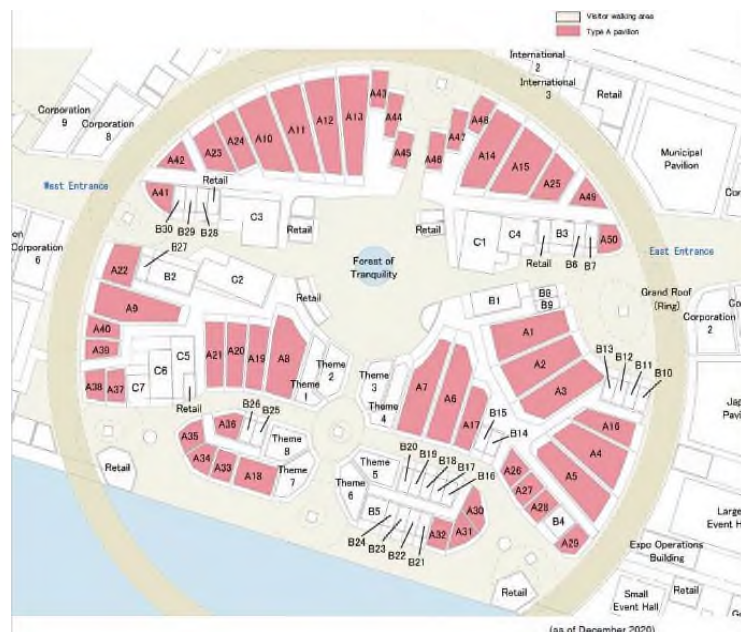 Visitor walking area
Type A pavilion
International
2
International
3
Retail
Corporation
9
Corporation
8
Municipal
Pavilion
A43
A44
A45
A46
A47
A48
A13
A12
A11
A10
A24
A23
A42
A14
A15
A25
A49
West Entrance
A41
Retail
B30
B29
B28
C3
Retail
Retail
C1
C4
B3
Retail
B6
B7
A50
East Entrance
Corporation
6
B27
A22
B2
C2
Forest of
Tranquility
A9
Retail
B1
B8
B9
Grand Roof
(Ring)
Corporation
2
A40
A39
A38
A37
C7
C6
C5
Retail
A21
A20
A19
A8
Theme
1
Theme
2
Theme
3
Theme
4
A7
A6
A17
A1
A2
A3
B13
B12
B11
B10
B15
B14
A16
A4
A5
B26
B25
A36
A35
A34
A33
A18
Theme
8
Theme
7
Retail
Theme
5
Theme
6
B20
B19
B18
B17
B16
B5
B24
B23
B22
B21
A30
A31
A32
A26
A27
A28
B4
A29
Expo Operations
Building
Large
Event H
Small
Event Hall
Retail
Retail
(as of December 2020)